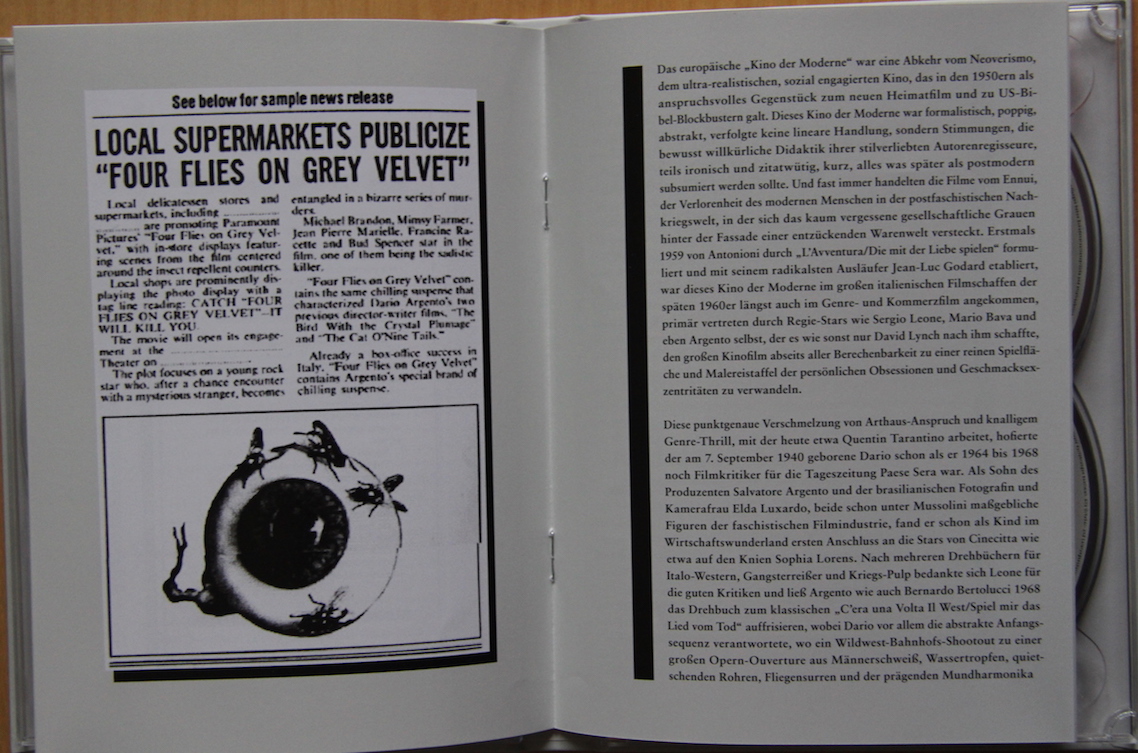 See below for sample news release
LOCAL SUPERMARKETS PUBLICIZE
“FOUR FLIES ON GREY VELVET”
Local delicatessen stores and
supermarkets, including ..............
.............. are promoting Paramount
Pictures' “Four Flies on Grey Vel-
vet,” with in-store displays featur-
ing scenes from the film centered
around the insect repellent counters.
Local shops are prominently dis-
playing the photo display with a
tag line reading: CATCH “FOUR
FLIES ON GREY VELVET”—IT
WILL KILL YOU.
The movie will open its engage-
ment at the ..............
Theater on ..............
The plot focuses on a young rock
star who, after a chance encounter
with a mysterious stranger, becomes
entangled in a bizarre series of mur-
ders.
Michael Brandon, Mimsy Farmer,
Jean Pierre Marielle, Francine Ra-
cette and Bud Spencer star in the
film, one of them being the sadistic
killer.
“Four Flies on Grey Velvet” con-
tains the same chilling suspense that
characterized Dario Argento's two
previous director-writer films, “The
Bird With the Crystal Plumage”
and “The Cat O'Nine Tails.”
Already a box-office success in
Italy, “Four Flies on Grey Velvet”
contains Argento's special brand of
chilling suspense.
Das europäische „Kino der Moderne“ war eine Abkehr vom Neoverismo,
dem ultra-realistischen, sozial engagierten Kino, das in den 1950ern als
anspruchsvolles Gegenstück zum neuen Heimatfilm und zu US-Bi-
bel-Blockbustern galt. Dieses Kino der Moderne war formalistisch, poppig,
abstrakt, verfolgte keine lineare Handlung, sondern Stimmungen, die
bewusst willkürliche Didaktik ihrer stilverliebten Autorenregisseure,
teils ironisch und zitatwütig, kurz, alles was später als postmodern
subsumiert werden sollte. Und fast immer handelten die Filme vom Ennui,
der Verlorenheit des modernen Menschen in der postfaschistischen Nach-
kriegswelt, in der sich das kaum vergessene gesellschaftliche Grauen
hinter der Fassade einer entzückenden Warenwelt versteckt. Erstmals
1959 von Antonioni durch „L'Avventura/Die mit der Liebe spielen“ formu-
liert und mit seinem radikalsten Ausläufer Jean-Luc Godard etabliert,
war dieses Kino der Moderne im großen italienischen Filmschaffen der
späten 1960er längst auch im Genre- und Kommerzfilm angekommen,
primär vertreten durch Regie-Stars wie Sergio Leone, Mario Bava und
eben Argento selbst, der es wie sonst nur David Lynch nach ihm schaffte,
den großen Kinofilm abseits aller Berechenbarkeit zu einer reinen Spielflä-
che und Malereistaffel der persönlichen Obsessionen und Geschmacksex-
zentritäten zu verwandeln.
Diese punktgenaue Verschmelzung von Arthaus-Anspruch und knalligem
Genre-Thrill, mit der heute etwa Quentin Tarantino arbeitet, hofierte
der am 7. September 1940 geborene Dario schon als er 1964 bis 1968
noch Filmkritiker für die Tageszeitung Paese Sera war. Als Sohn des
Produzenten Salvatore Argento und der brasilianischen Fotografin und
Kamerafrau Elda Luxardo, beide schon unter Mussolini maßgebliche
Figuren der faschistischen Filmindustrie, fand er schon als Kind im
Wirtschaftswunderland ersten Anschluss an die Stars von Cinecitta wie
etwa auf den Knien Sophia Lorens. Nach mehreren Drehbüchern für
Italo-Western, Gangsterreißer und Kriegs-Pulp bedankte sich Leone für
die guten Kritiken und ließ Argento wie auch Bernardo Bertolucci 1968
das Drehbuch zum klassischen „C'era una Volta Il West/Spiel mir das
Lied vom Tod“ auffrisieren, wobei Dario vor allem die abstrakte Anfangs-
sequenz verantwortete, wo ein Wildwest-Bahnhofs-Shootout zu einer
großen Opern-Ouverture aus Männerschweiß, Wassertropfen, quiet-
schenden Rohren, Fliegensurren und der prägenden Mundharmonika